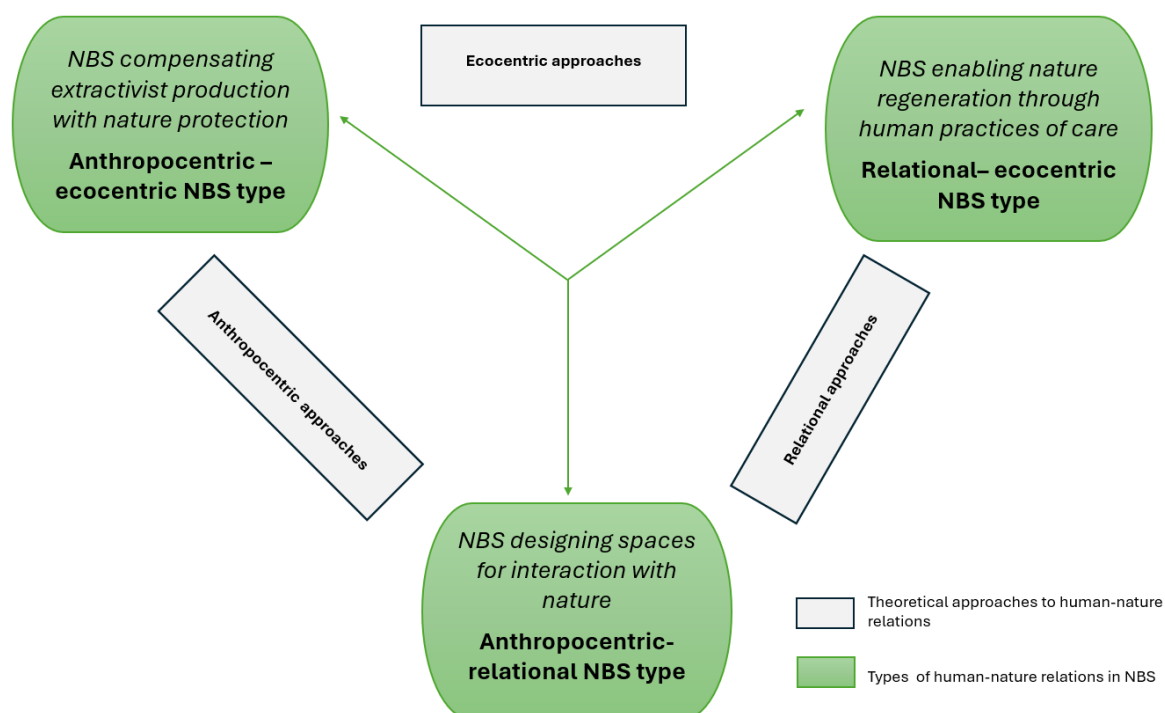 NBS compensating
extractivist production
with nature protection
Anthropocentric –
ecocentric NBS type
Ecocentric approaches
NBS enabling nature
regeneration through
human practices of care
Relational– ecocentric
NBS type
Anthropocentric approaches
Relational approaches
NBS designing spaces
for interaction with
nature
Anthropocentric-
relational NBS type
Theoretical approaches to human-nature
relations
Types of human-nature relations in NBS